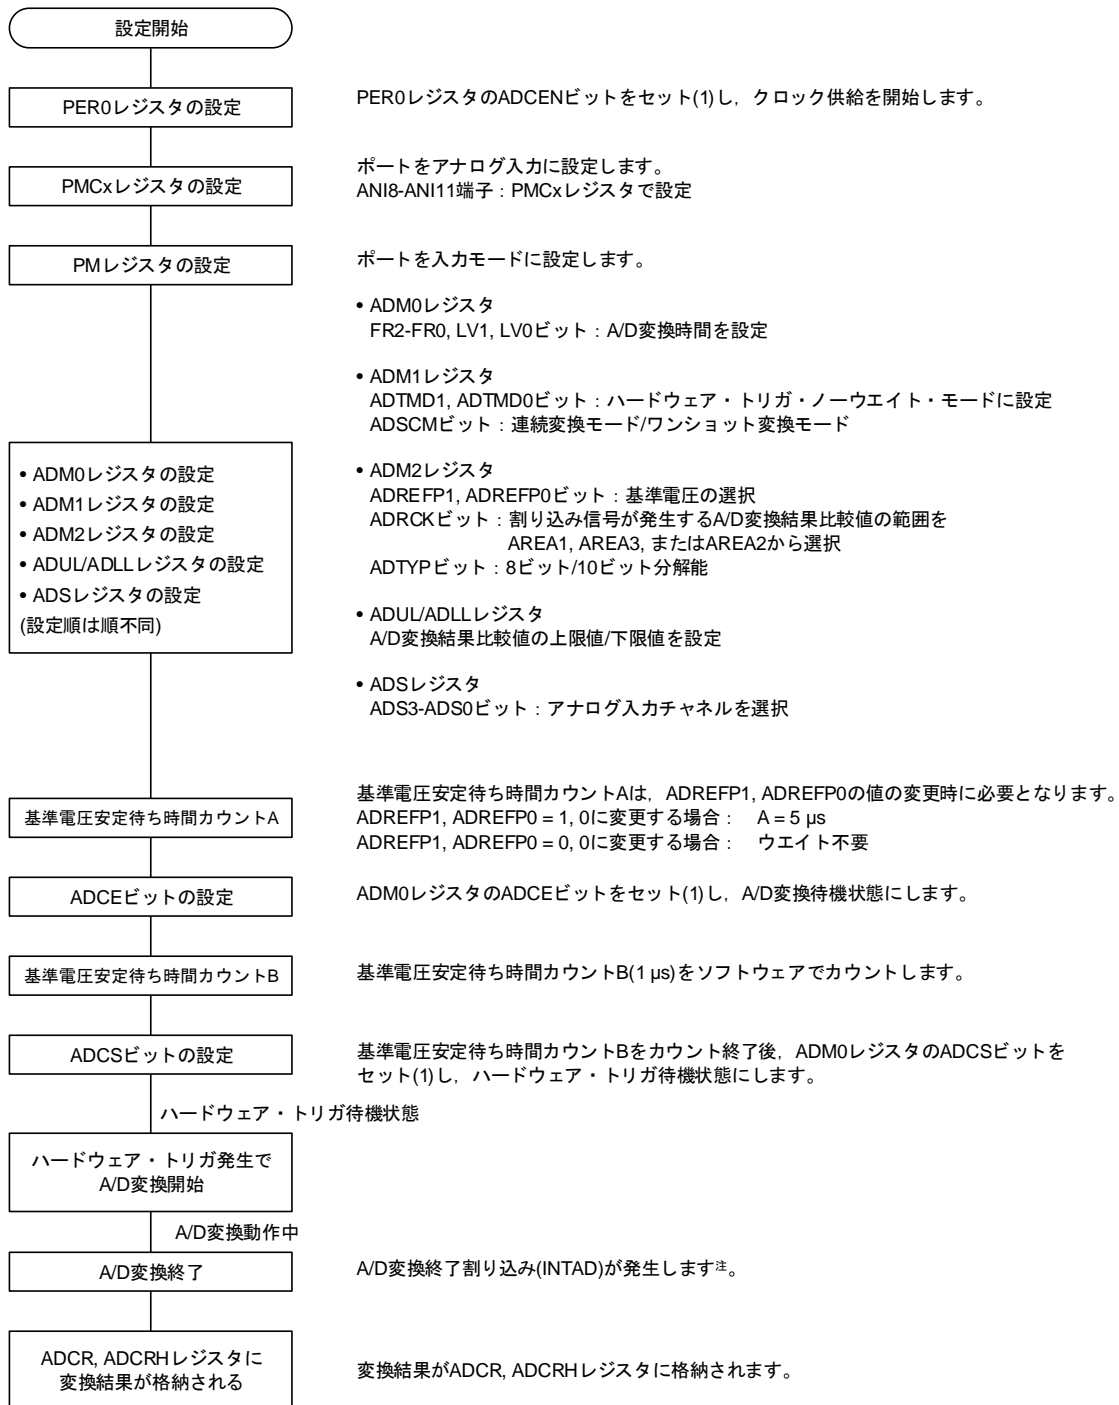 設定開始
PER0レジスタの設定
PER0レジスタのADCENビットをセット(1)し，クロック供給を開始します。
PMCxレジスタの設定
ポートをアナログ入力に設定します。
ANI8-ANI11端子：PMCxレジスタで設定
PMレジスタの設定
ポートを入力モードに設定します。
• ADM0レジスタの設定
• ADM1レジスタの設定
• ADM2レジスタの設定
• ADUL/ADLLレジスタの設定
• ADSレジスタの設定
(設定順は順不同)
• ADM0レジスタ
FR2-FR0, LV1, LV0ビット：A/D変換時間を設定
• ADM1レジスタ
ADTMD1, ADTMD0ビット：ハードウェア・トリガ・ノーウエイト・モードに設定
ADSCMビット：連続変換モード/ワンショット変換モード
• ADM2レジスタ
ADREFP1, ADREFP0ビット：基準電圧の選択
ADRCKビット：割り込み信号が発生するA/D変換結果比較値の範囲を
AREA1, AREA3, またはAREA2から選択
ADTYPビット：8ビット/10ビット分解能
• ADUL/ADLLレジスタ
A/D変換結果比較値の上限値/下限値を設定
• ADSレジスタ
ADS3-ADS0ビット：アナログ入力チャネルを選択
基準電圧安定待ち時間カウントA
基準電圧安定待ち時間カウントAは，ADREFP1, ADREFP0の値の変更時に必要となります。
ADREFP1, ADREFP0 = 1, 0に変更する場合： A = 5 μs
ADREFP1, ADREFP0 = 0, 0に変更する場合： ウエイト不要
ADCEビットの設定
ADM0レジスタのADCEビットをセット(1)し，A/D変換待機状態にします。
基準電圧安定待ち時間カウントB
基準電圧安定待ち時間カウントB(1 μs)をソフトウェアでカウントします。
ADCSビットの設定
基準電圧安定待ち時間カウントBをカウント終了後，ADM0レジスタのADCSビットを
セット(1)し，ハードウェア・トリガ待機状態にします。
ハードウェア・トリガ待機状態
ハードウェア・トリガ発生で
A/D変換開始
A/D変換動作中
A/D変換終了
A/D変換終了割り込み(INTAD)が発生します注。
ADCR, ADCRHレジスタに
変換結果が格納される
変換結果がADCR, ADCRHレジスタに格納されます。